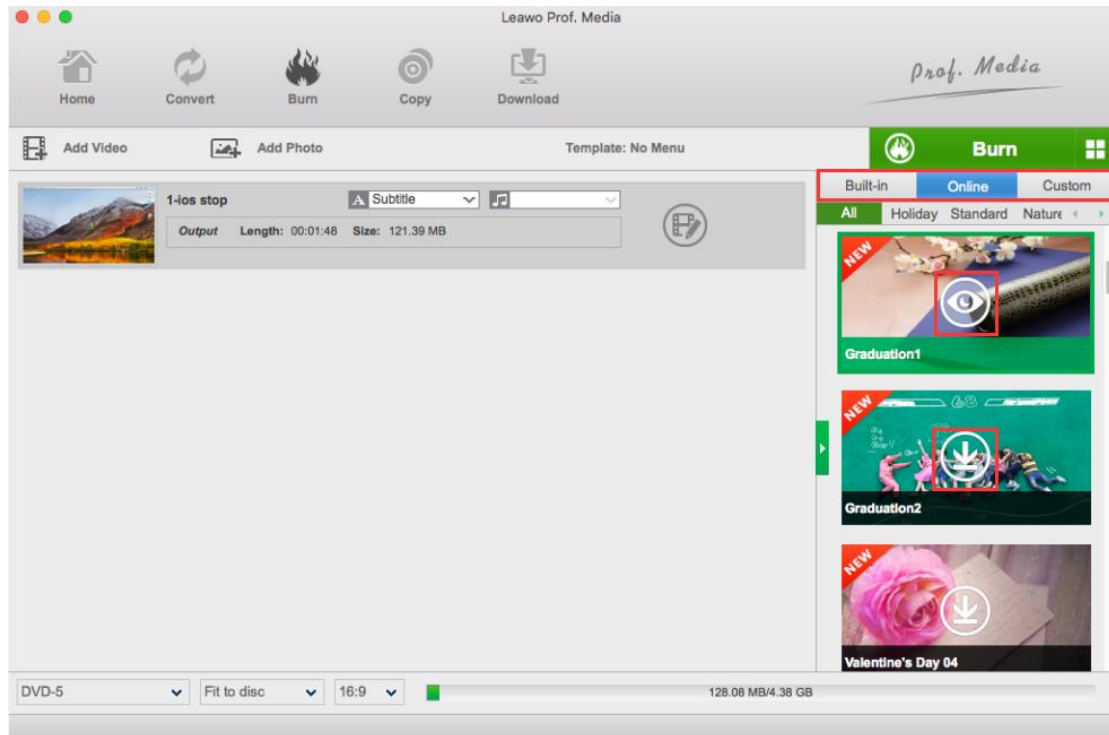 Leawo Prof. Media
Home Convert Burn Copy Download
Prof. Media
Add Video Add Photo Template: No Menu Burn
Built-in Online Custom
All Holiday Standard Nature
1-ios stop A Subtitle
Output Length: 00:01:48 Size: 121.39 MB
NEW
Graduation1
NEW
68
Graduation2
NEW
Valentine's Day 04
DVD-5 Fit to disc 16:9 128.08 MB/4.38 GB